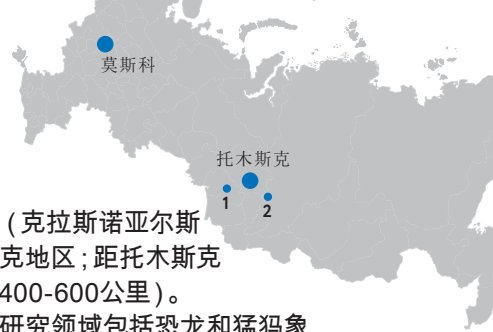 莫斯科
托木斯克
1
2
(克拉斯诺亚尔斯
克地区;距托木斯克
400-600公里)。
研究领域包括恐龙和猛犸象